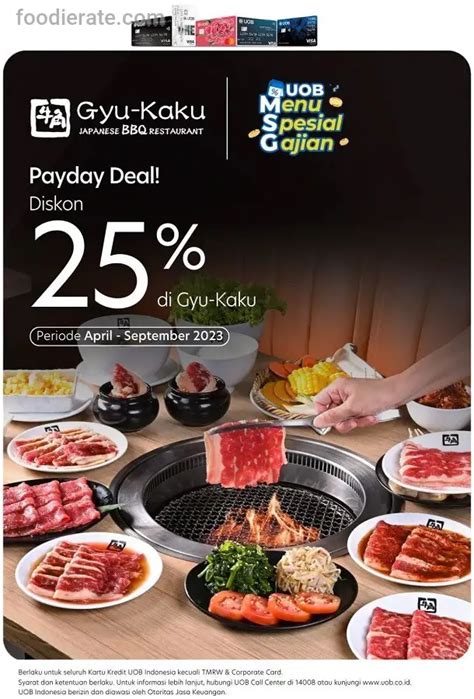 foodierate.com
Gyu-Kaku
JAPANESE BBQ RESTAURANT
UOB
Menu
Spesial
Gajian
Payday Deal!
Diskon
25%
di Gyu-Kaku
Periode April - September 2023
Berlaku untuk seluruh Kartu Kredit UOB Indonesia kecuali TMRW & Corporate Card.
Syarat dan ketentuan berlaku. Untuk informasi lebih lanjut, hubungi UOB Call Center di 14008 atau kunjungi www.uob.co.id.
UOB Indonesia berizin dan diawasi oleh Otoritas Jasa Keuangan.